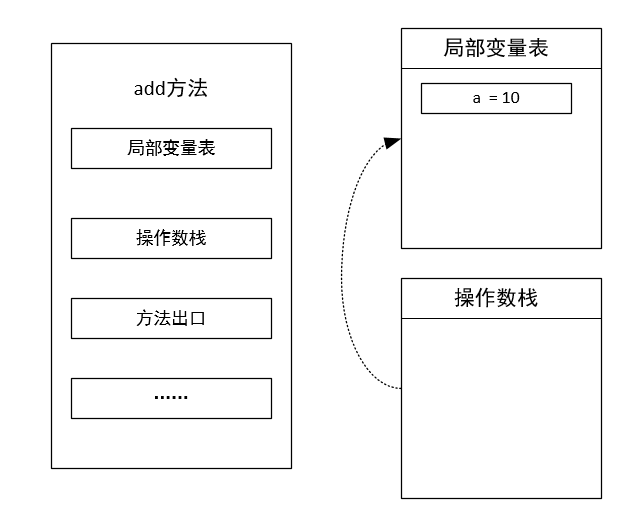 add方法
局部变量表
操作数栈
方法出口
······
局部变量表
a = 10
操作数栈